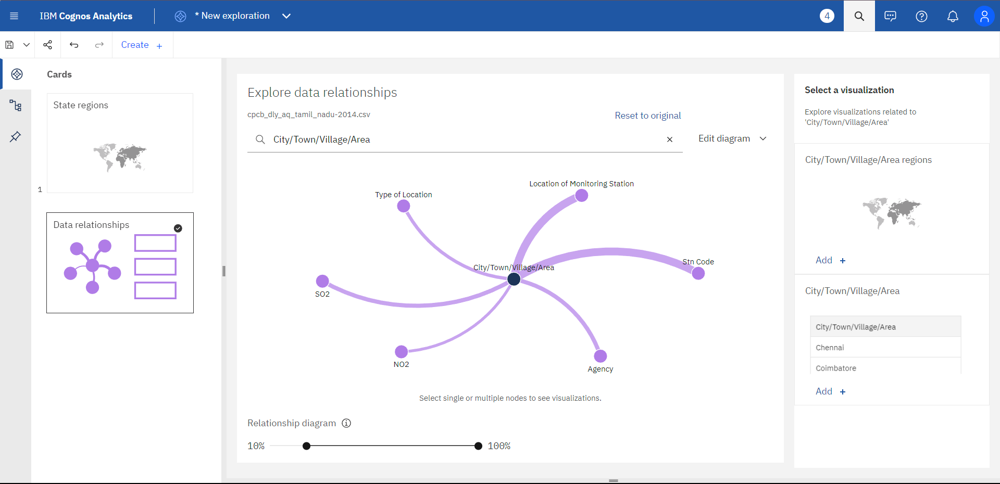 IBM Cognos Analytics
* New exploration
4
Create +
Cards
State regions
1
Data relationships
Explore data relationships
cpcb_dly_aq_tamil_nadu-2014.csv
Reset to original
City/Town/Village/Area
Edit diagram
Location of Monitoring Station
Type of Location
Stn Code
City/Town/Village/Area
SO2
NO2
Agency
Select single or multiple nodes to see visualizations.
Relationship diagram
10%
100%
Select a visualization
Explore visualizations related to
'City/Town/Village/Area'
City/Town/Village/Area regions
Add +
City/Town/Village/Area
City/Town/Village/Area
Chennai
Coimbatore
Add +